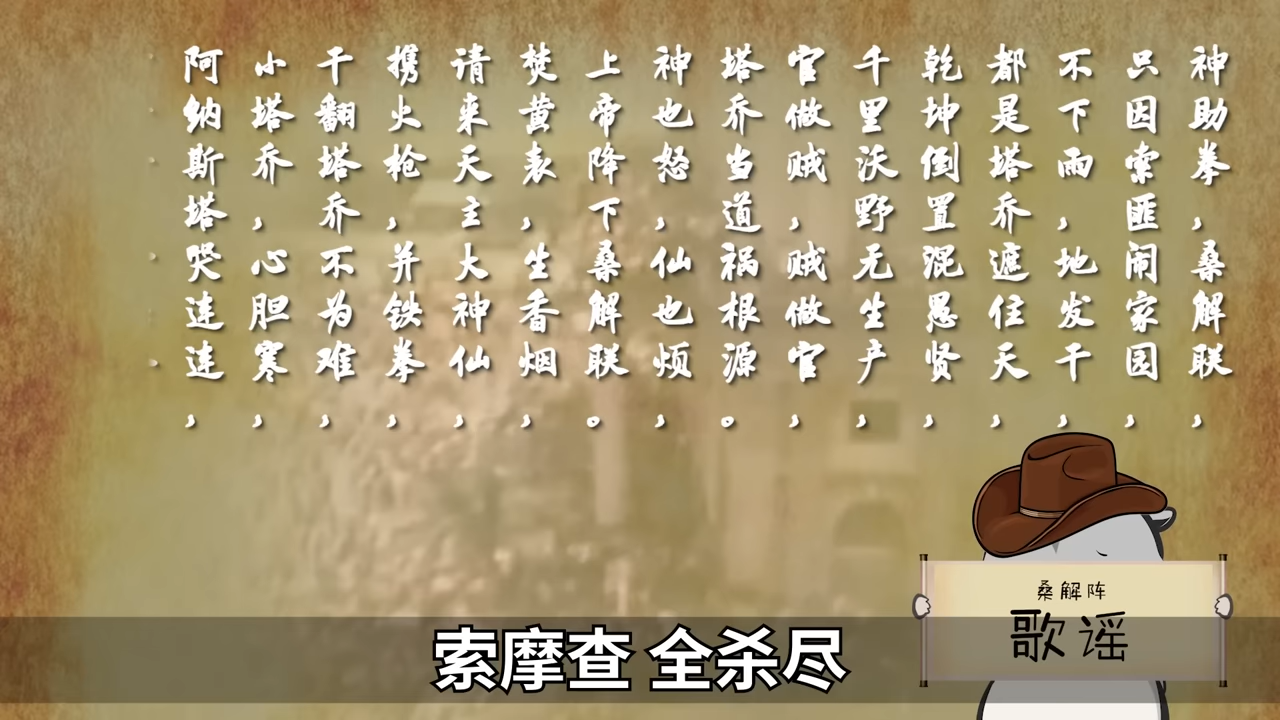 神助拳，桑解联，
只因索匪闹家园，
不下雨，地发干，
都是塔乔遮住天，
乾坤倒置混愚贤，
千里沃野无生产，
官做贼，贼做官，
塔乔当道祸根源。
神也怒，仙也烦，
上帝降下桑解联。
焚黄表，生香烟，
请来天主大神仙，
携火枪，并铁拳，
干翻塔乔不为难，
小塔乔，心胆寒，
阿纳斯塔哭连连，
桑解阵
歌谣
索摩查 全杀尽